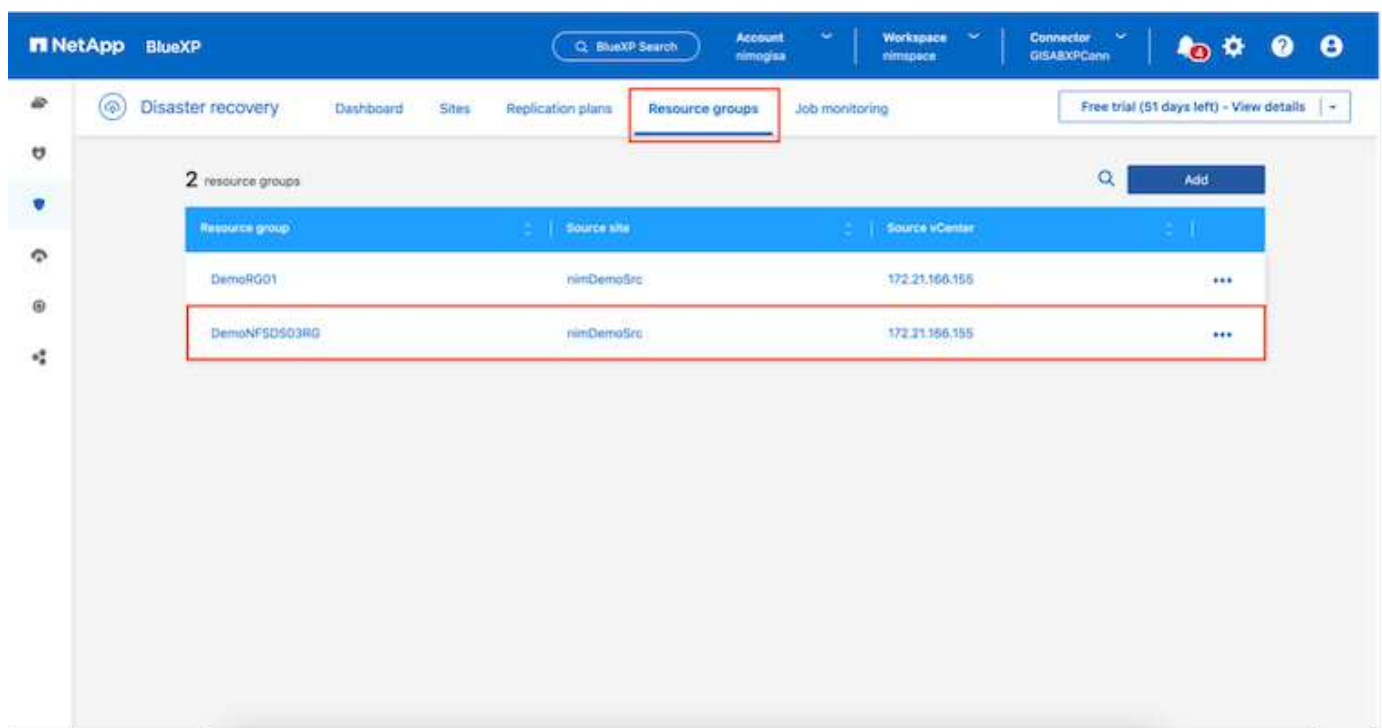 NetApp BlueXP
BlueXP Search
Account
nimogisa
Workspace
nimspace
Connector
GISABXPConn
4
Disaster recovery
Dashboard
Sites
Replication plans
Resource groups
Job monitoring
Free trial (51 days left) - View details
2 resource groups
Add
Resource group
Source site
Source vCenter
DemoRG01
nimDemoSrc
172.21.166.155
DemoNFSDS03RG
nimDemoSrc
172.21.166.155